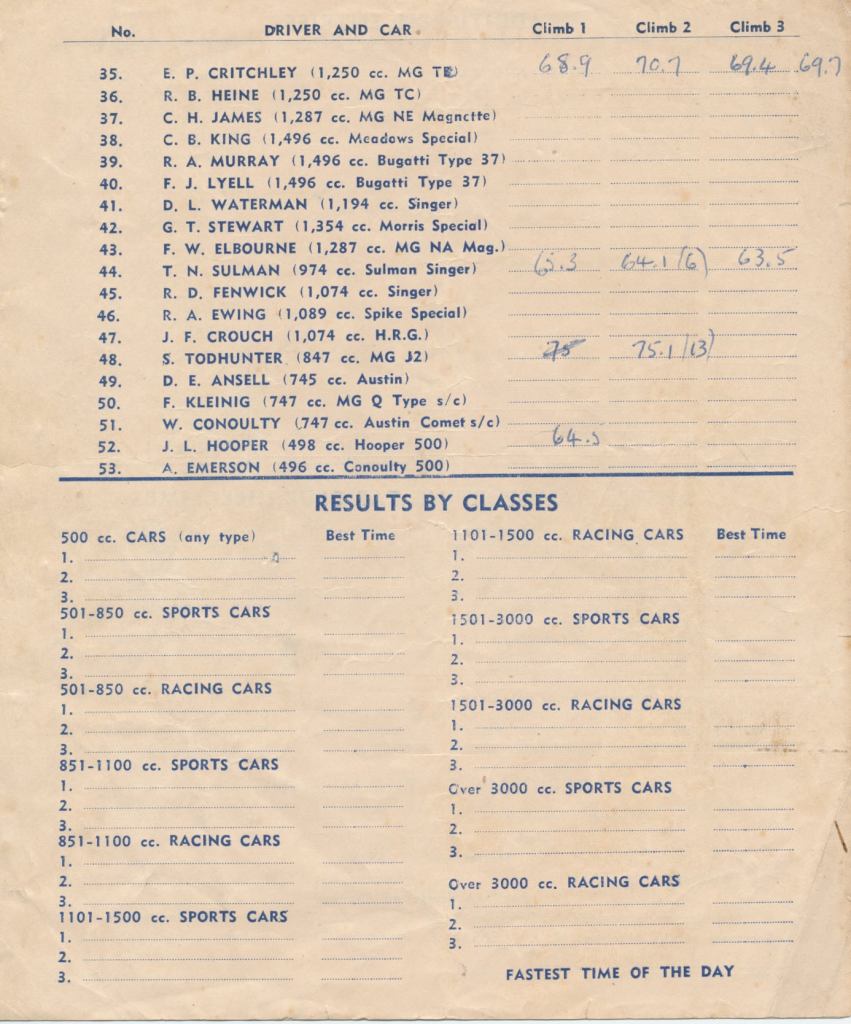 No. DRIVER AND CAR. Climb 1 Climb 2 Climb 3
35. E. P. CRITCHLEY (1,250 cc. MG TE) 68.9 70.7 69.4 69.7
36. R. B. HEINE (1,250 cc. MG TC)
37. C. H. JAMES (1,287 cc. MG NE Magnette)
38. C. B. KING (1,496 cc. Meadows Special)
39. R. A. MURRAY (1,496 cc. Bugatti Type 37)
40. F. J. LYELL (1,496 cc. Bugatti Type 37)
41. D. L. WATERMAN (1,194 cc. Singer)
42. G. T. STEWART (1,354 cc. Morris Special)
43. F. W. ELBOURNE (1,287 cc. MG NA Mag.)
44. T. N. SULMAN (974 cc. Sulman Singer) 65.3 64.1 (6) 63.5
45. R. D. FENWICK (1,074 cc. Singer)
46. R. A. EWING (1,089 cc. Spike Special)
47. J. F. CROUCH (1,074 cc. H.R.G.)
48. S. TODHUNTER (847 cc. MG J2) 75 75.1 (13)
49. D. E. ANSELL (745 cc. Austin)
50. F. KLEINIG (747 cc. MG Q Type s/c)
51. W. CONOULTY (747 cc. Austin Comet s/c)
52. J. L. HOOPER (498 cc. Hooper 500) 64.5
53. A. EMERSON (496 cc. Conoulty 500)
RESULTS BY CLASSES
500 cc. CARS (any type) Best Time
1.
2.
3.
501-850 cc. SPORTS CARS
1.
2.
3.
501-850 cc. RACING CARS
1.
2.
3.
851-1100 cc. SPORTS CARS
1.
2.
3.
851-1100 cc. RACING CARS
1.
2.
3.
1101-1500 cc. SPORTS CARS
1.
2.
3.
1101-1500 cc. RACING CARS Best Time
1.
2.
3.
1501-3000 cc. SPORTS CARS
1.
2.
3.
1501-3000 cc. RACING CARS
1.
2.
3.
Over 3000 cc. SPORTS CARS
1.
2.
3.
Over 3000 cc. RACING CARS
1.
2.
3.
FASTEST TIME OF THE DAY